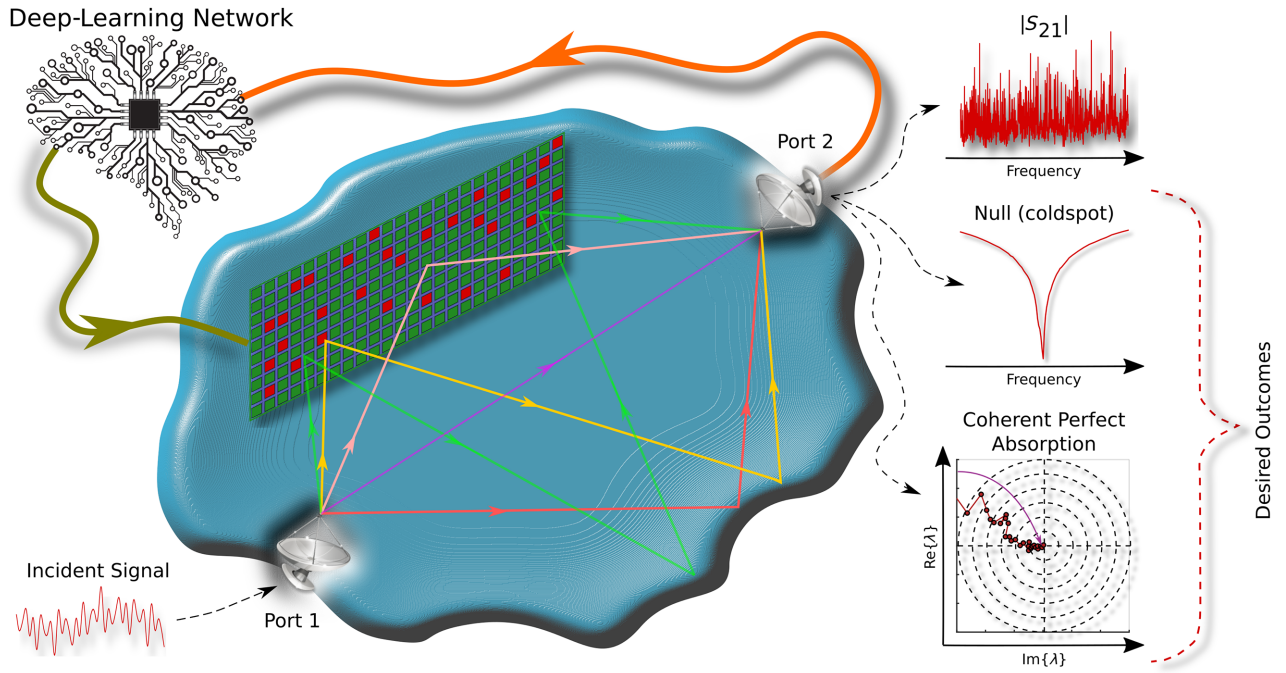 Deep-Learning Network
|S21|
Frequency
Port 2
Null (coldspot)
Frequency
Coherent Perfect
Absorption
Re{λ}
Im{λ}
Desired Outcomes
Incident Signal
Port 1